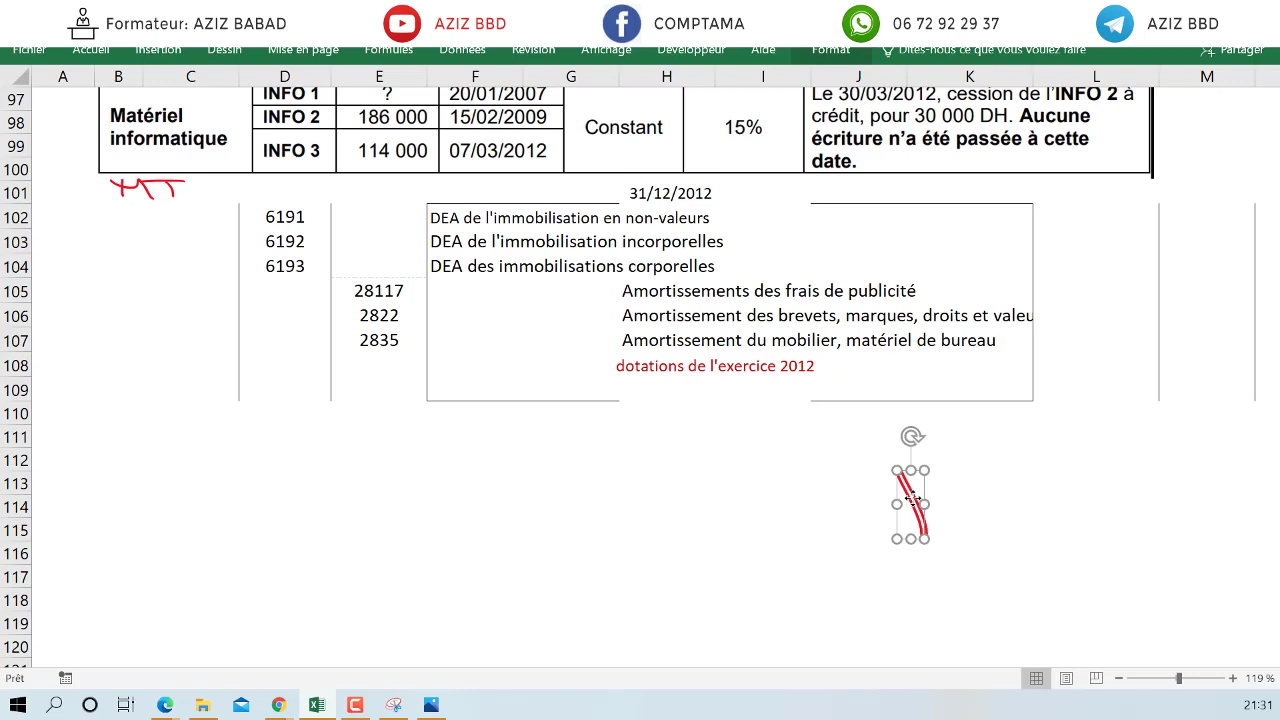 Formateur: AZIZ BABAD AZIZ BBD COMPTAMA 06 72 92 29 37 AZIZ BBD
Fichier Accueil Insertion Dessin Mise en page Formules Données Révision Affichage Développeur Aide Format Dites-nous ce que vous voulez faire Partager
A B C D E F G H I J K L M
97 INFO 1 ? 20/01/2007 Le 30/03/2012, cession de l'INFO 2 à
98 Matériel INFO 2 186 000 15/02/2009 Constant 15% crédit, pour 30 000 DH. Aucune
99 informatique INFO 3 114 000 07/03/2012 écriture n'a été passée à cette
100 date.
101 31/12/2012
102 6191 DEA de l'immobilisation en non-valeurs
103 6192 DEA de l'immobilisation incorporelles
104 6193 DEA des immobilisations corporelles
105 28117 Amortissements des frais de publicité
106 2822 Amortissement des brevets, marques, droits et valeu
107 2835 Amortissement du mobilier, matériel de bureau
108 dotations de l'exercice 2012
109
110
111
112
113
114
115
116
117
118
119
120
Prêt 119 %
21:31